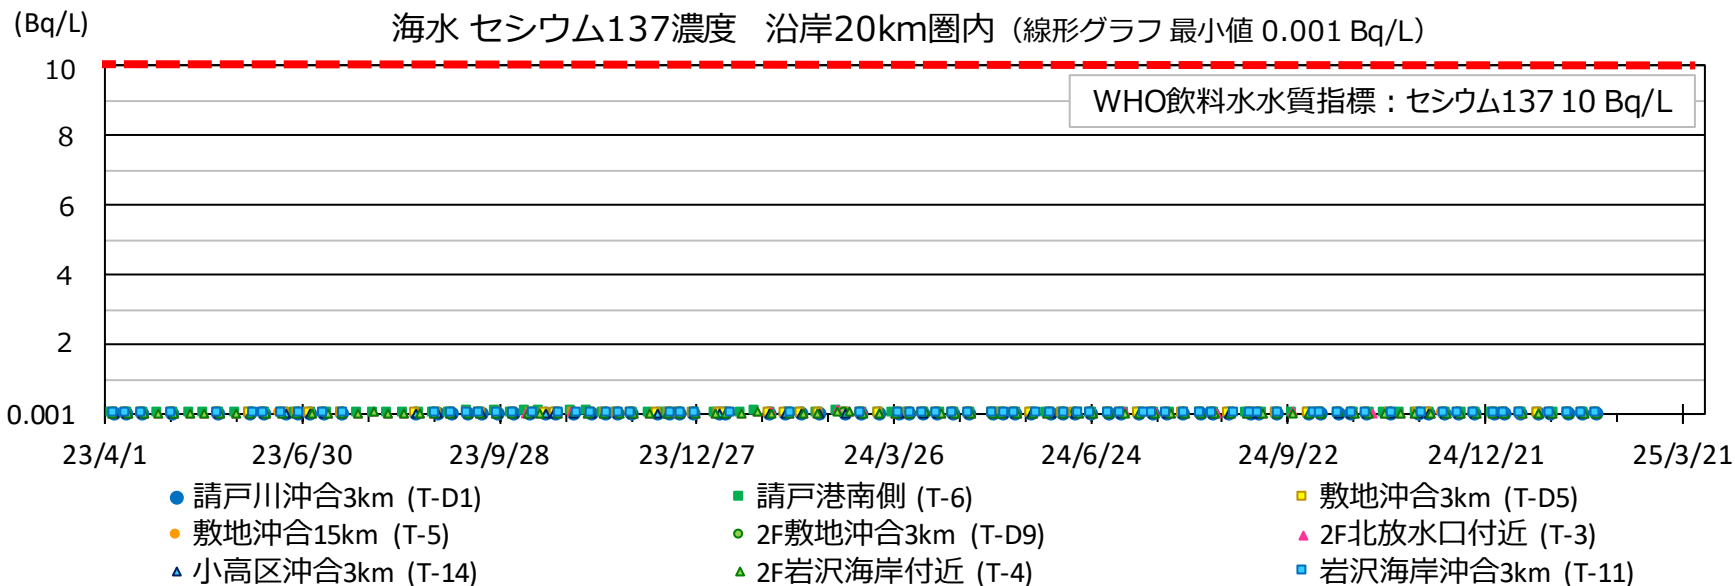 (Bq/L)
海水 セシウム137濃度 沿岸20km圏内（線形グラフ 最小値 0.001 Bq/L）
10
WHO飲料水水質指標：セシウム137 10 Bq/L
8
6
4
2
0.001
23/4/1 23/6/30 23/9/28 23/12/27 24/3/26 24/6/24 24/9/22 24/12/21 25/3/21
請戸川沖合3km (T-D1) 請戸港南側 (T-6) 敷地沖合3km (T-D5)
敷地沖合15km (T-5) 2F敷地沖合3km (T-D9) 2F北放水口付近 (T-3)
小高区沖合3km (T-14) 2F岩沢海岸付近 (T-4) 岩沢海岸沖合3km (T-11)